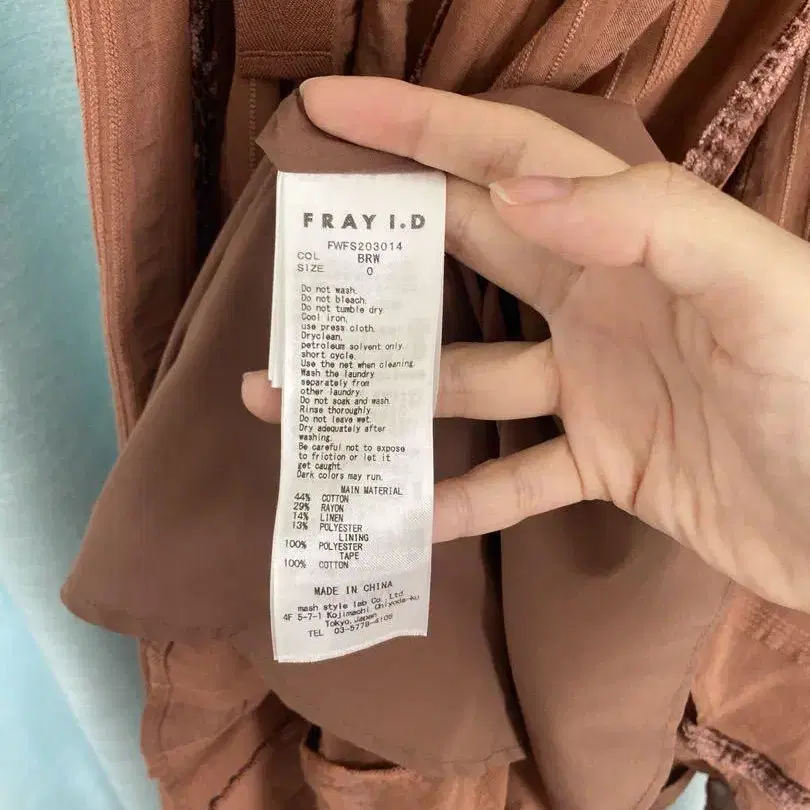 FRAY I.D
FWFS203014
COL BRW
SIZE 0
Do not wash.
Do not bleach.
Do not tumble dry.
Cool iron.
use press cloth.
Dryclean,
petroleum solvent only.
short cycle.
Use the net when cleaning.
Wash the laundry
separately from
other laundry.
Do not soak and wash.
Rinse thoroughly.
Do not leave wet.
Dry adequately after
washing.
Be careful not to expose
to friction or let it
get caught.
Dark colors may run.
MAIN MATERIAL
44% COTTON
29% RAYON
14% LINEN
13% POLYESTER
LINING
100% POLYESTER
TAPE
100% COTTON
MADE IN CHINA
mash style lab Co.,Ltd
4F 5-7-1 Kojimachi Chiyoda-ku
Tokyo,Japan
TEL 03-5778-4108